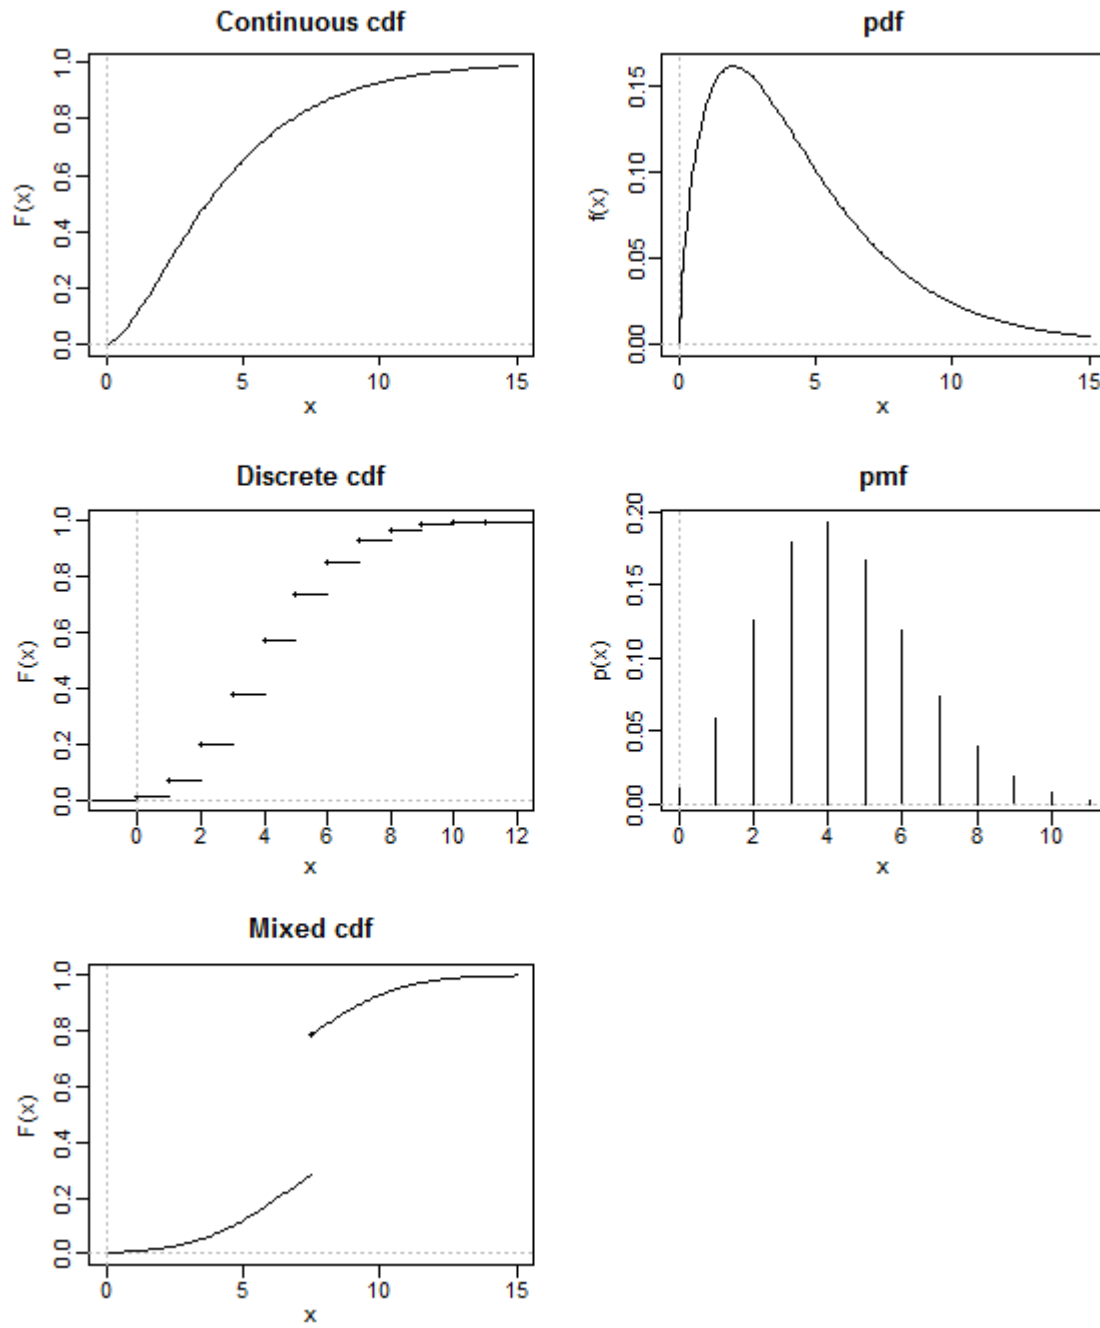 Continuous cdf
F(x)
0.0 0.2 0.4 0.6 0.8 1.0
0 5 10 15
x
pdf
f(x)
0.00 0.05 0.10 0.15
0 5 10 15
x
Discrete cdf
F(x)
0.0 0.2 0.4 0.6 0.8 1.0
0 2 4 6 8 10 12
x
pmf
p(x)
0.00 0.05 0.10 0.15 0.20
0 2 4 6 8 10
x
Mixed cdf
F(x)
0.0 0.2 0.4 0.6 0.8 1.0
0 5 10 15
x